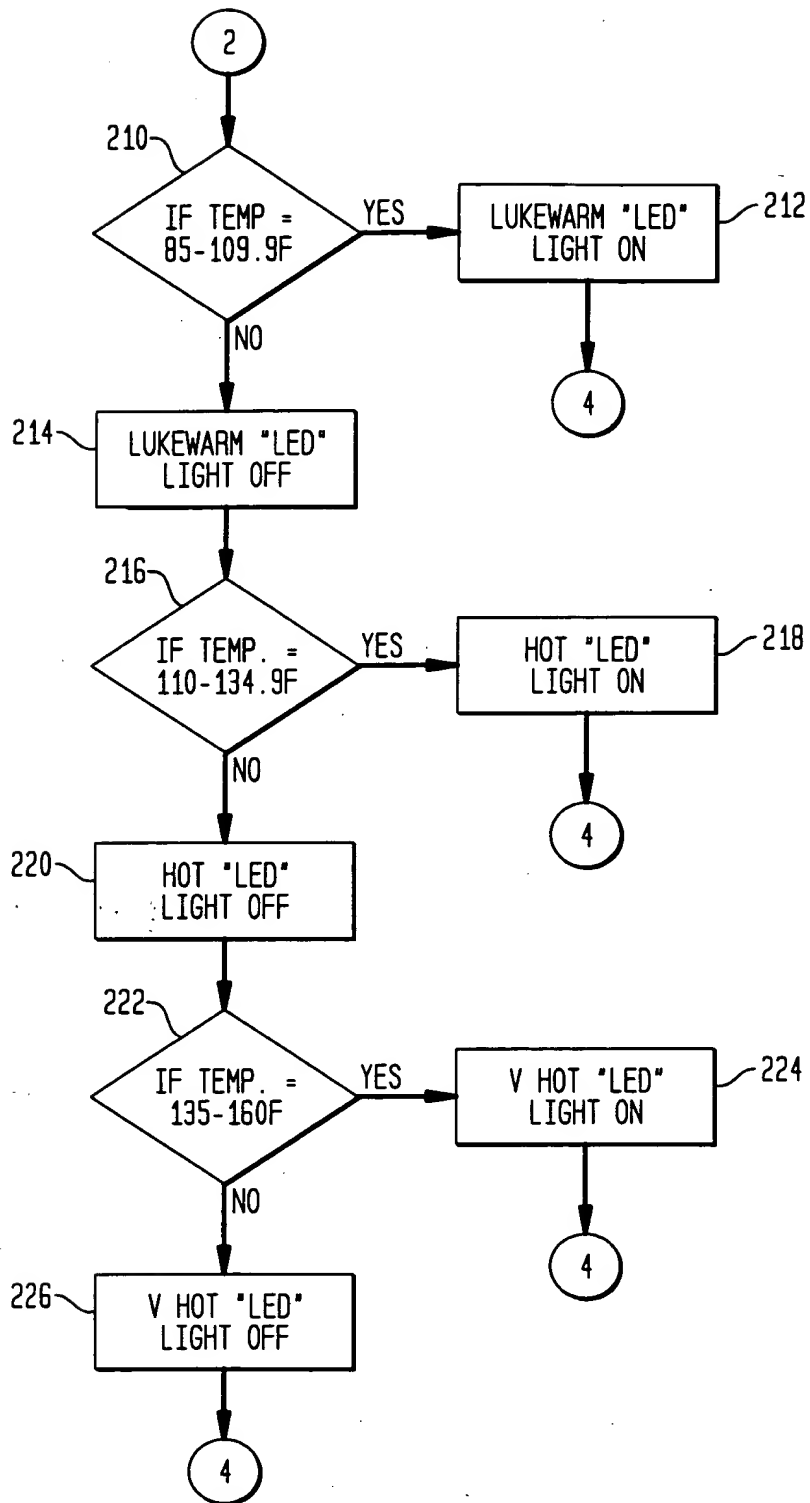 2
210
IF TEMP =
85-109.9F
YES
LUKEWARM "LED"
LIGHT ON
212
NO
4
214
LUKEWARM "LED"
LIGHT OFF
216
IF TEMP. =
110-134.9F
YES
HOT "LED"
LIGHT ON
218
NO
4
220
HOT "LED"
LIGHT OFF
222
IF TEMP. =
135-160F
YES
V HOT "LED"
LIGHT ON
224
NO
4
226
V HOT "LED"
LIGHT OFF
4